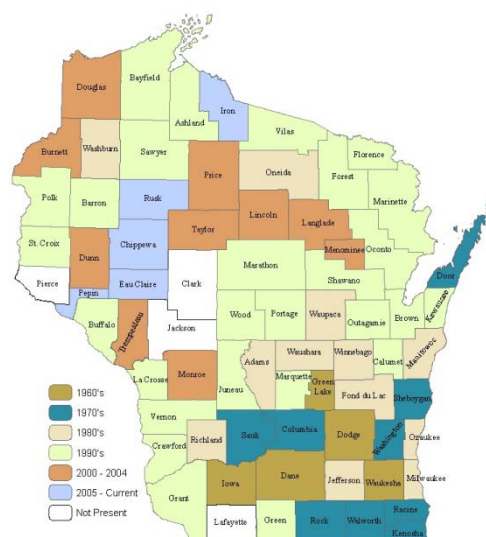 Douglas
Bayfield
Iron
Ashland
Vilas
Burnett
Washburn
Sawyer
Florence
Price
Oneida
Forest
Marinette
Polk
Barron
Rusk
Lincoln
Langlade
Taylor
Menominee
Oconto
St. Croix
Dunn
Chippewa
Door
Pierce
Pepin
Eau Claire
Clark
Marathon
Shawano
Kewaunee
Buffalo
Trempealeau
Jackson
Wood
Portage
Waupaca
Outagamie
Brown
Manitowoc
Adams
Waushara
Winnebago
Calumet
La Crosse
Monroe
Juneau
Marquette
Green
Lake
Fond du Lac
Sheboygan
Vernon
Crawford
Richland
Sauk
Columbia
Dodge
Washington
Ozaukee
Grant
Iowa
Dane
Jefferson
Waukesha
Milwaukee
Lafayette
Green
Rock
Walworth
Racine
Kenosha
1960's
1970's
1980's
1990's
2000 - 2004
2005 - Current
Not Present